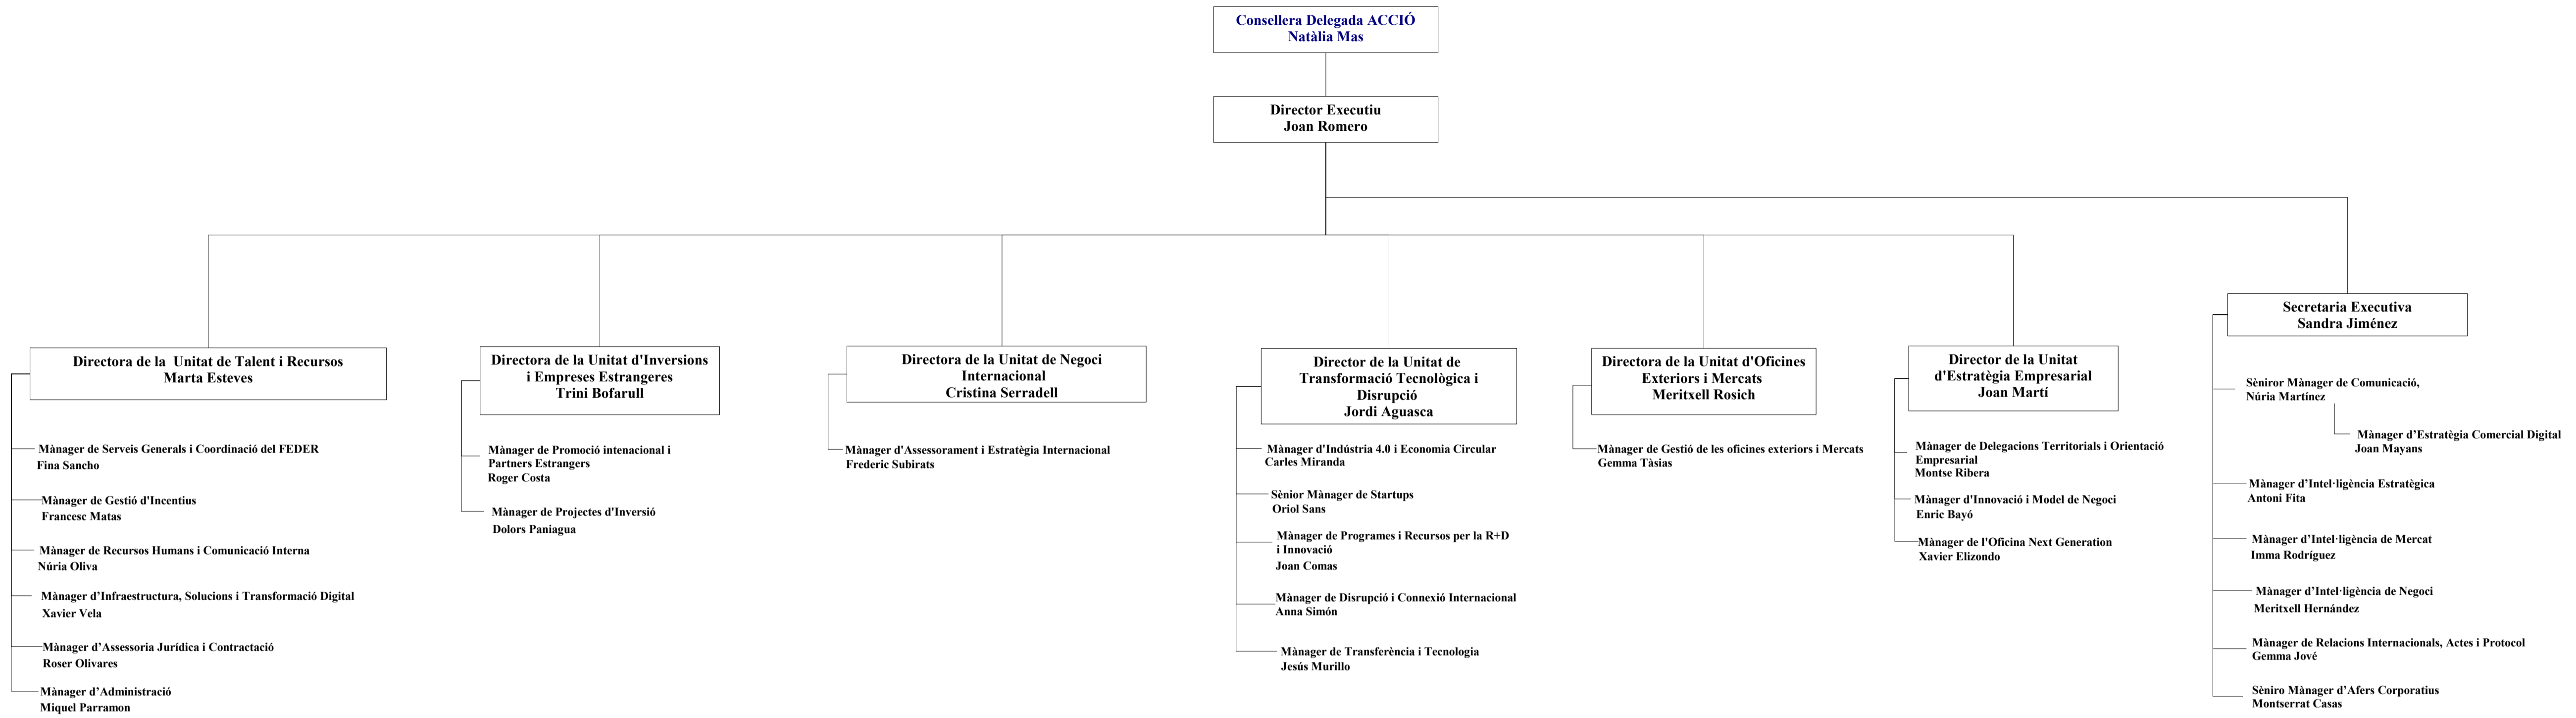 Consellera Delegada ACCIÓ
Natàlia Mas
Director Executiu
Joan Romero
Directora de la Unitat de Talent i Recursos
Marta Esteves
Mànager de Serveis Generals i Coordinació del FEDER
Fina Sancho
Mànager de Gestió d'Incentius
Francesc Matas
Mànager de Recursos Humans i Comunicació Interna
Núria Oliva
Mànager d’Infraestructura, Solucions i Transformació Digital
Xavier Vela
Mànager d’Assessoria Jurídica i Contractació
Roser Olivares
Mànager d’Administració
Miquel Parramon
Directora de la Unitat d'Inversions
i Empreses Estrangeres
Trini Bofarull
Mànager de Promoció intenacional i
Partners Estrangers
Roger Costa
Mànager de Projectes d'Inversió
Dolors Paniagua
Directora de la Unitat de Negoci
Internacional
Cristina Serradell
Mànager d'Assessorament i Estratègia Internacional
Frederic Subirats
Director de la Unitat de
Transformació Tecnològica i
Disrupció
Jordi Aguasca
Mànager d'Indústria 4.0 i Economia Circular
Carles Miranda
Sènior Mànager de Startups
Oriol Sans
Mànager de Programes i Recursos per la R+D
i Innovació
Joan Comas
Mànager de Disrupció i Connexió Internacional
Anna Simón
Mànager de Transferència i Tecnologia
Jesús Murillo
Directora de la Unitat d'Oficines
Exteriors i Mercats
Meritxell Rosich
Mànager de Gestió de les oficines exteriors i Mercats
Gemma Tàsias
Director de la Unitat
d'Estratègia Empresarial
Joan Martí
Mànager de Delegacions Territorials i Orientació
Empresarial
Montse Ribera
Mànager d'Innovació i Model de Negoci
Enric Bayó
Mànager de l'Oficina Next Generation
Xavier Elizondo
Secretaria Executiva
Sandra Jiménez
Sèniror Mànager de Comunicació,
Núria Martínez
Mànager d’Estratègia Comercial Digital
Joan Mayans
Mànager d’Intel·ligència Estratègica
Antoni Fita
Mànager d’Intel·ligència de Mercat
Imma Rodríguez
Mànager d’Intel·ligència de Negoci
Meritxell Hernández
Mànager de Relacions Internacionals, Actes i Protocol
Gemma Jové
Sèniro Mànager d’Afers Corporatius
Montserrat Casas